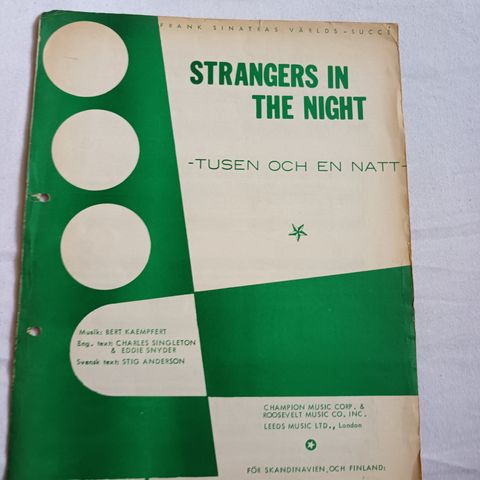 FRANK SINATRAS VÄRLDS-SUCCÉ
STRANGERS IN
THE NIGHT
-TUSEN OCH EN NATT-
Musik: BERT KAEMPFERT
Eng. text: CHARLES SINGLETON
& EDDIE SNYDER
Svensk text: STIG ANDERSON
CHAMPION MUSIC CORP. &
ROOSEVELT MUSIC CO. INC.
LEEDS MUSIC LTD., London
FÖR SKANDINAVIEN OCH FINLAND: